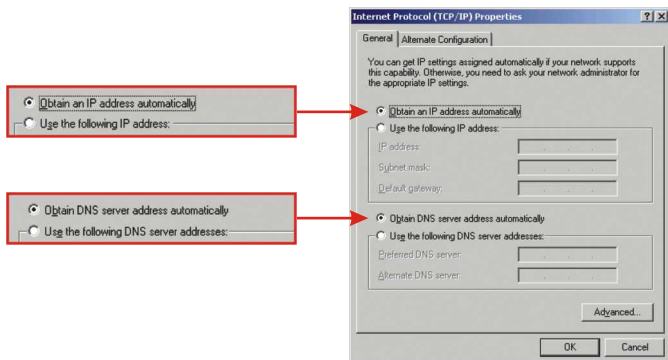 Internet Protocol (TCP/IP) Properties
General
Alternate Configuration
You can get IP settings assigned automatically if your network supports
this capability. Otherwise, you need to ask your network administrator for
the appropriate IP settings.
Obtain an IP address automatically
Use the following IP address:
IP address:
Subnet mask:
Default gateway:
Obtain DNS server address automatically
Use the following DNS server addresses:
Preferred DNS server:
Alternate DNS server:
Advanced...
OK
Cancel
Obtain an IP address automatically
Use the following IP address:
Obtain DNS server address automatically
Use the following DNS server addresses: